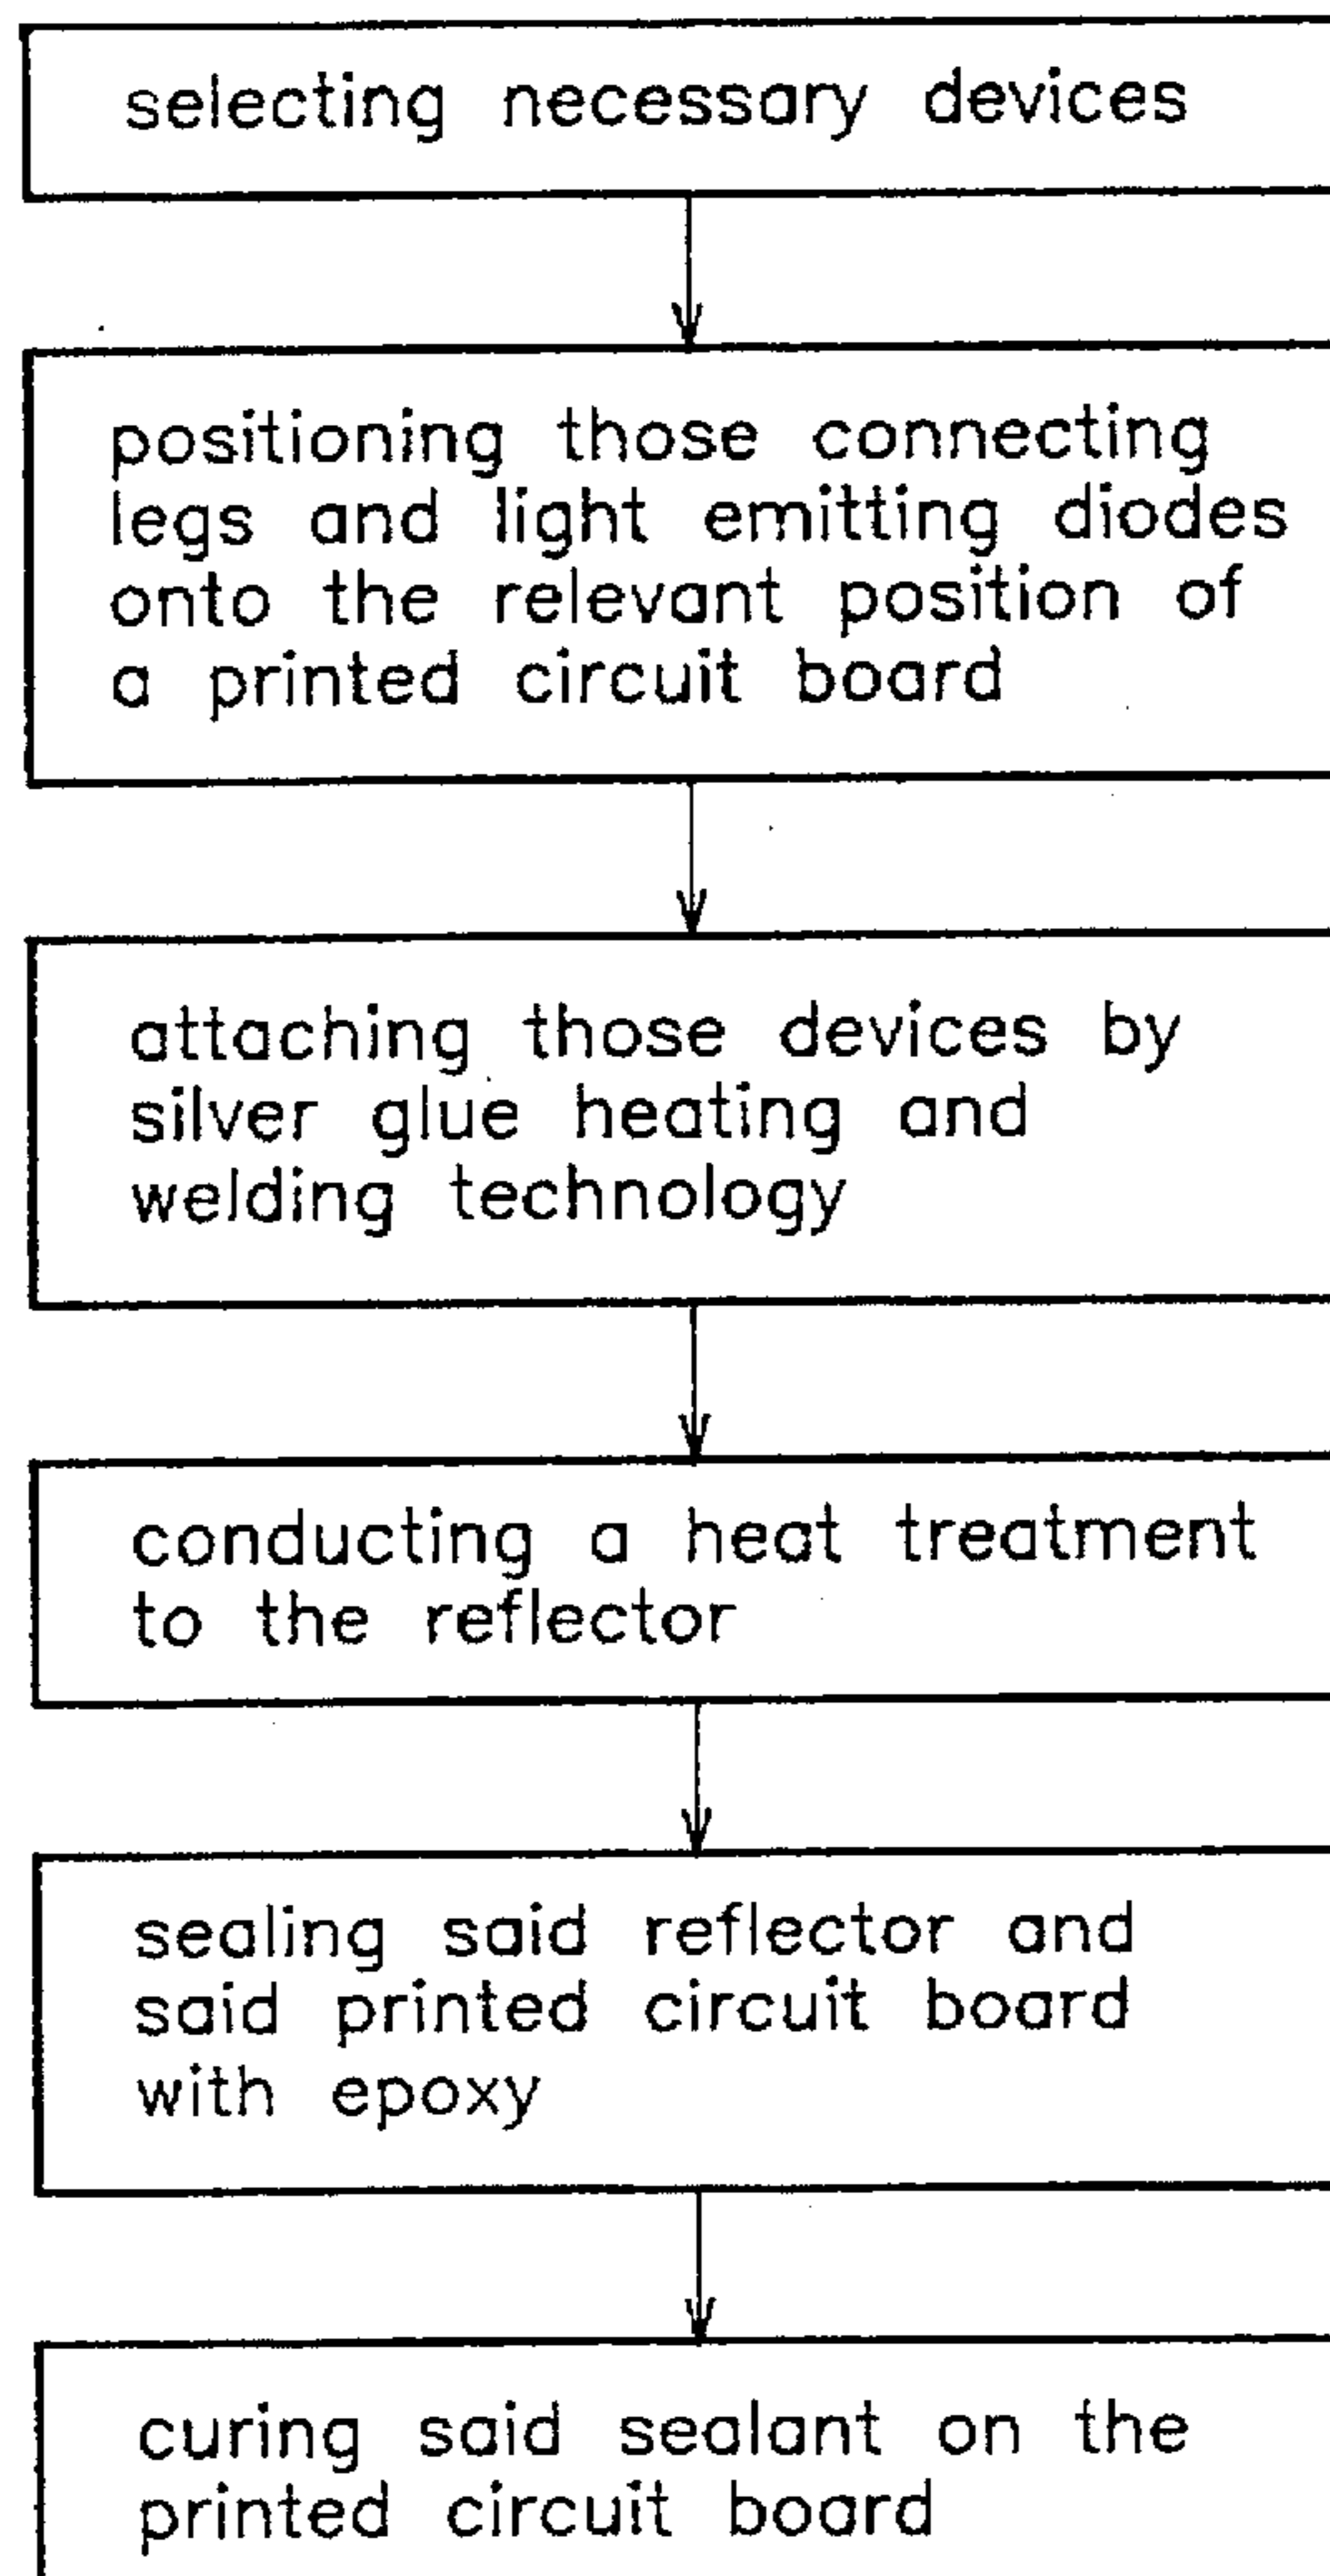 selecting necessary devices
positioning those connecting
legs and light emitting diodes
onto the relevant position of
a printed circuit board
attaching those devices by
silver glue heating and
welding technology
conducting a heat treatment
to the reflector
sealing said reflector and
said printed circuit board
with epoxy
curing said sealant on the
printed circuit board